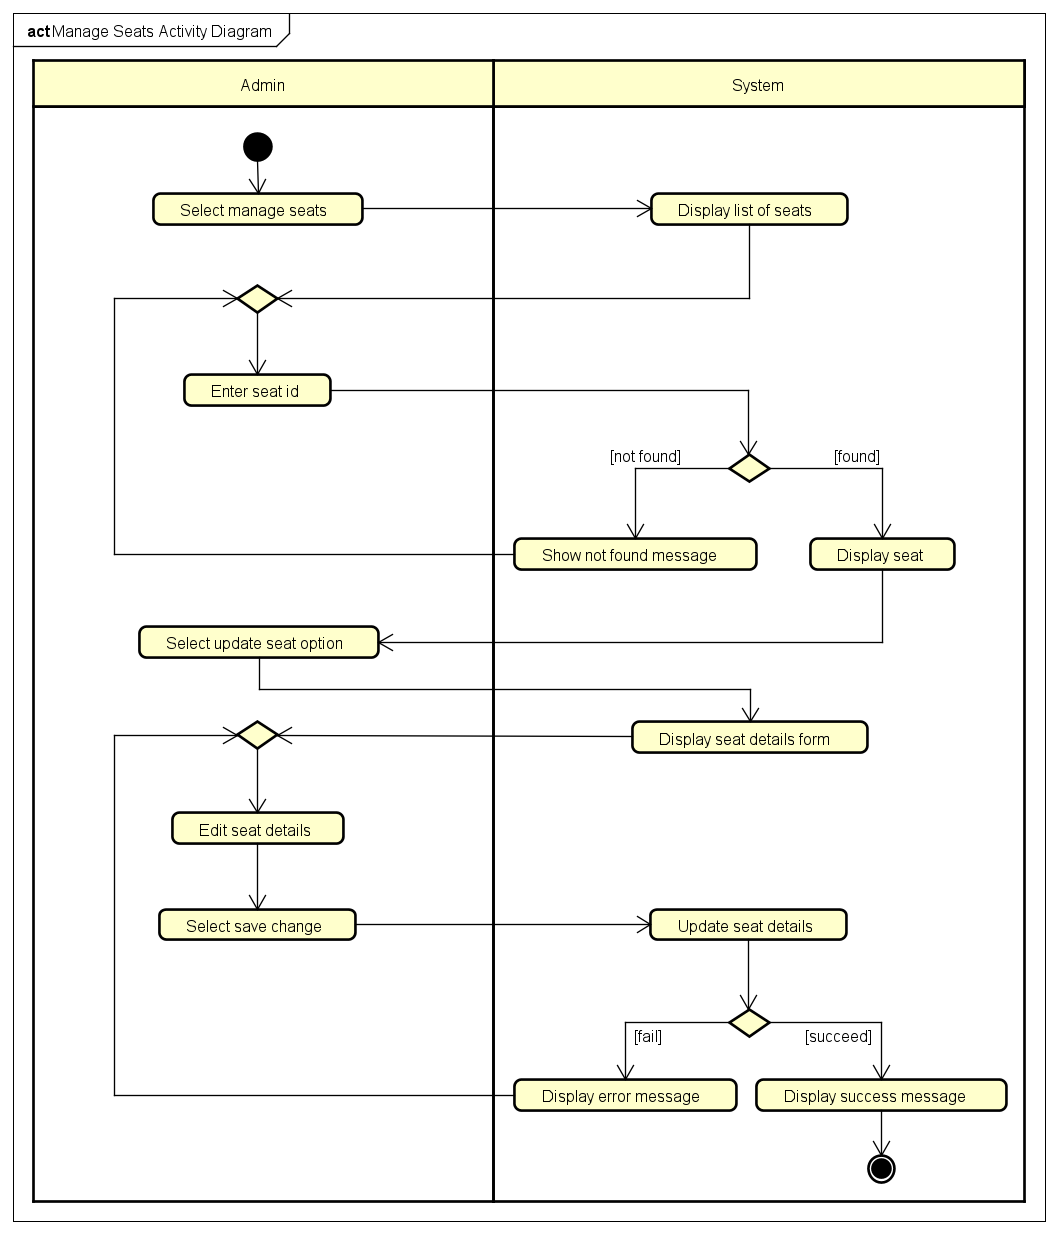 act Manage Seats Activity Diagram
Admin
System
Select manage seats
Display list of seats
Enter seat id
[not found]
[found]
Show not found message
Display seat
Select update seat option
Display seat details form
Edit seat details
Select save change
Update seat details
[fail]
[succeed]
Display error message
Display success message